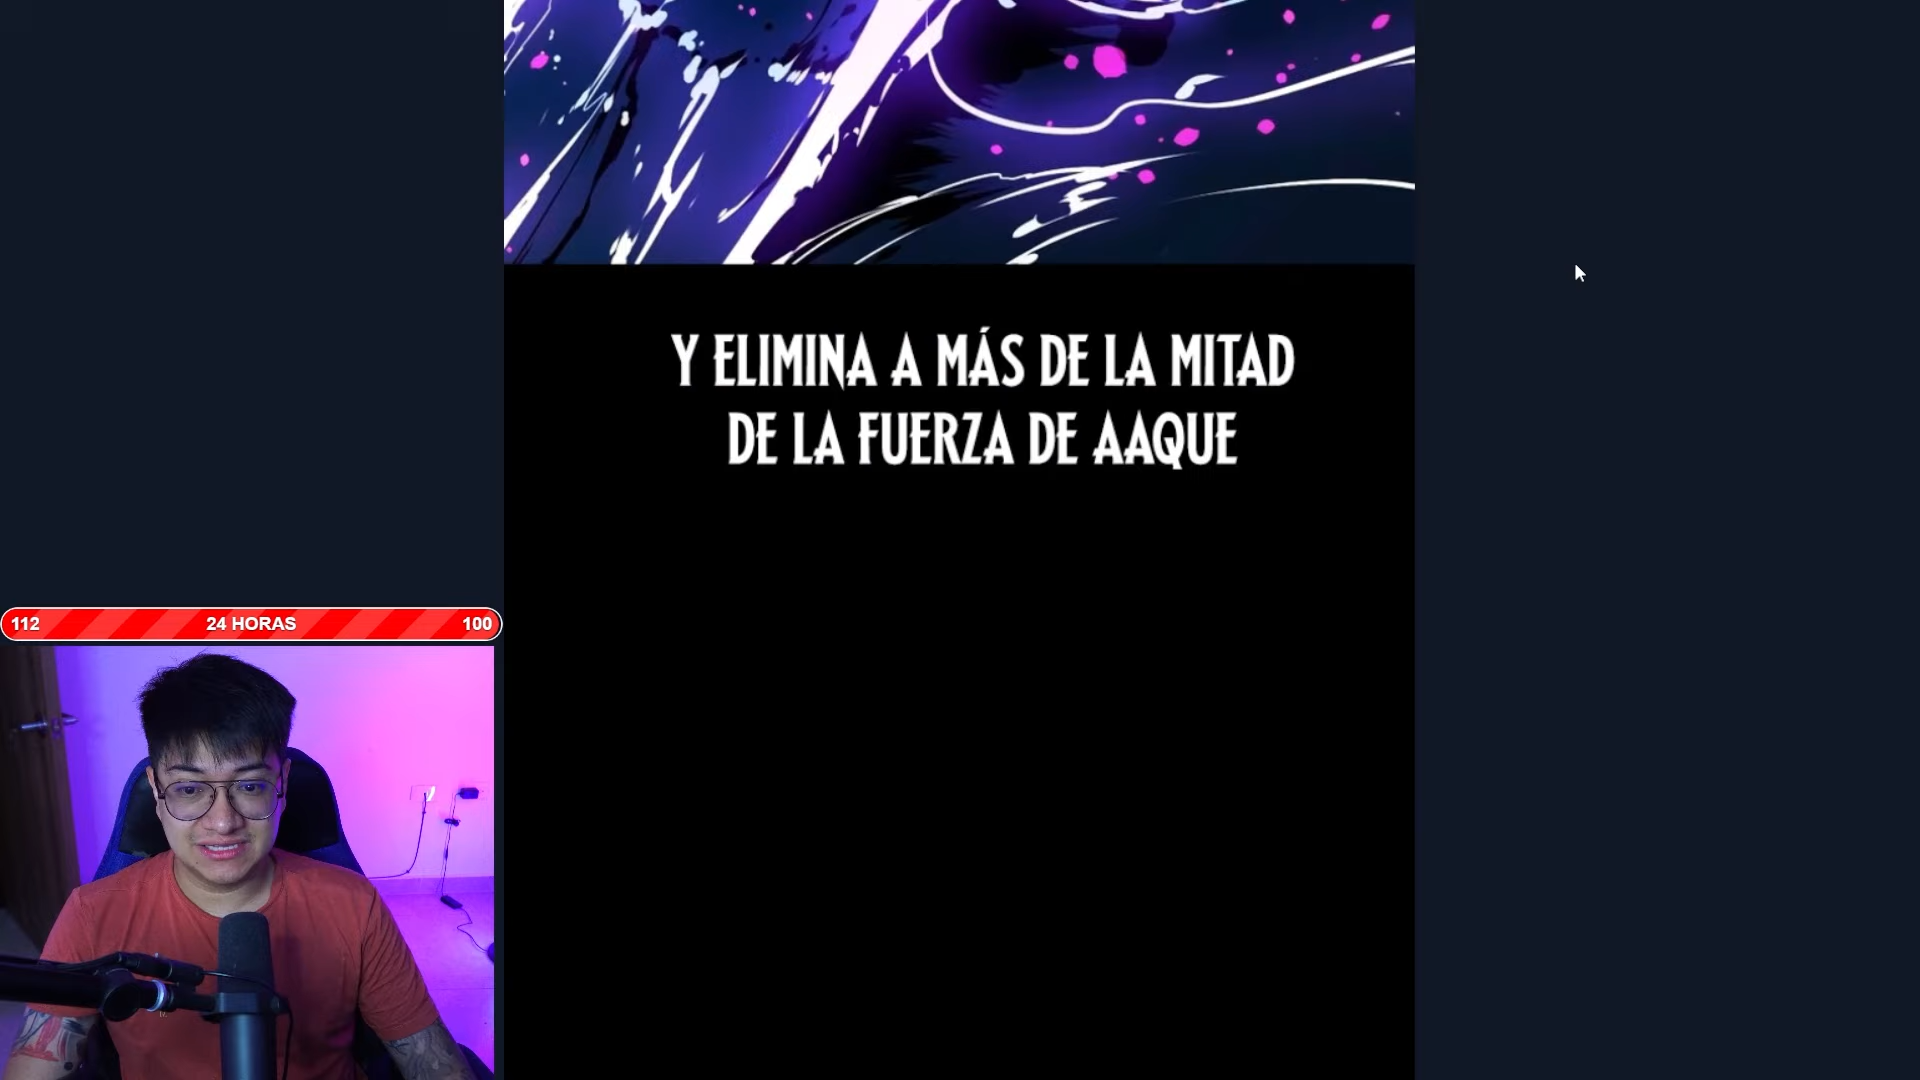 Y ELIMINA A MÁS DE LA MITAD
DE LA FUERZA DE AAQUE
112 24 HORAS 100